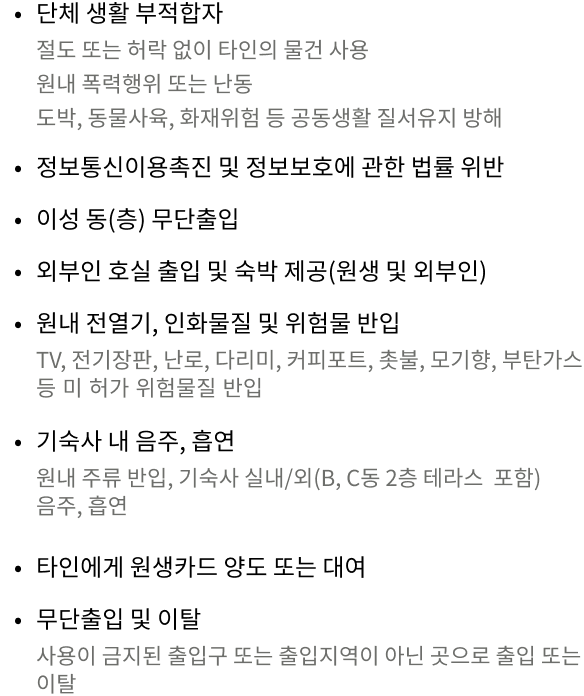 • 단체 생활 부적합자
절도 또는 허락 없이 타인의 물건 사용
원내 폭력행위 또는 난동
도박, 동물사육, 화재위험 등 공동생활 질서유지 방해
• 정보통신이용촉진 및 정보보호에 관한 법률 위반
• 이성 동(층) 무단출입
• 외부인 호실 출입 및 숙박 제공(원생 및 외부인)
• 원내 전열기, 인화물질 및 위험물 반입
TV, 전기장판, 난로, 다리미, 커피포트, 촛불, 모기향, 부탄가스
등 미 허가 위험물질 반입
• 기숙사 내 음주, 흡연
원내 주류 반입, 기숙사 실내/외(B, C동 2층 테라스 포함)
음주, 흡연
• 타인에게 원생카드 양도 또는 대여
• 무단출입 및 이탈
사용이 금지된 출입구 또는 출입지역이 아닌 곳으로 출입 또는
이탈